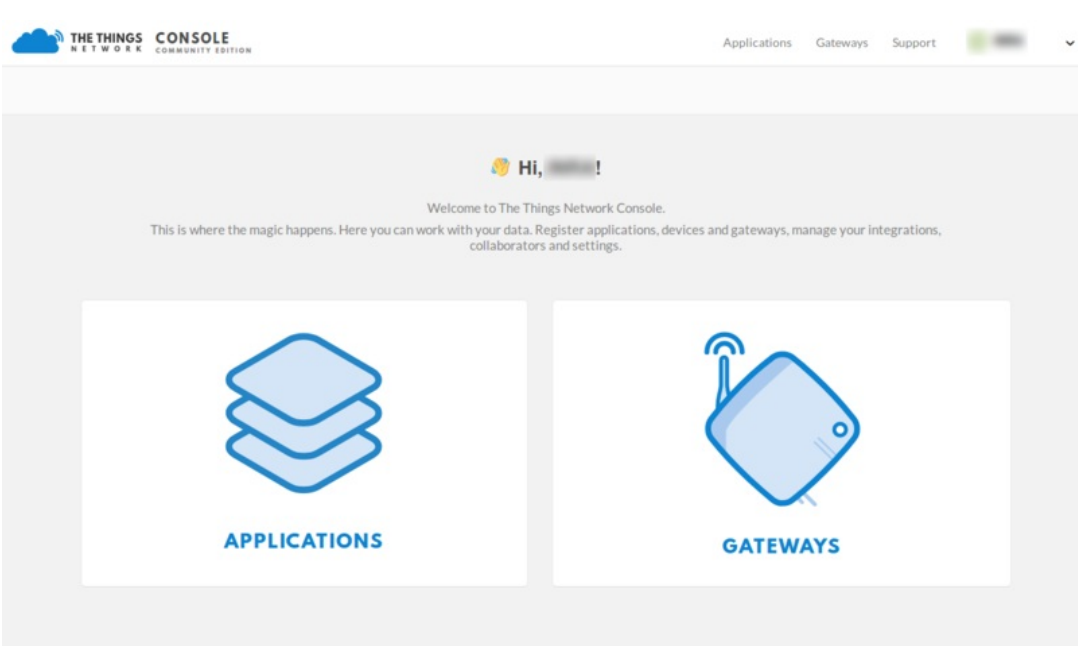 THE THINGS NETWORK CONSOLE COMMUNITY EDITION
Applications Gateways Support
Hi, !
Welcome to The Things Network Console.
This is where the magic happens. Here you can work with your data. Register applications, devices and gateways, manage your integrations,
collaborators and settings.
APPLICATIONS
GATEWAYS